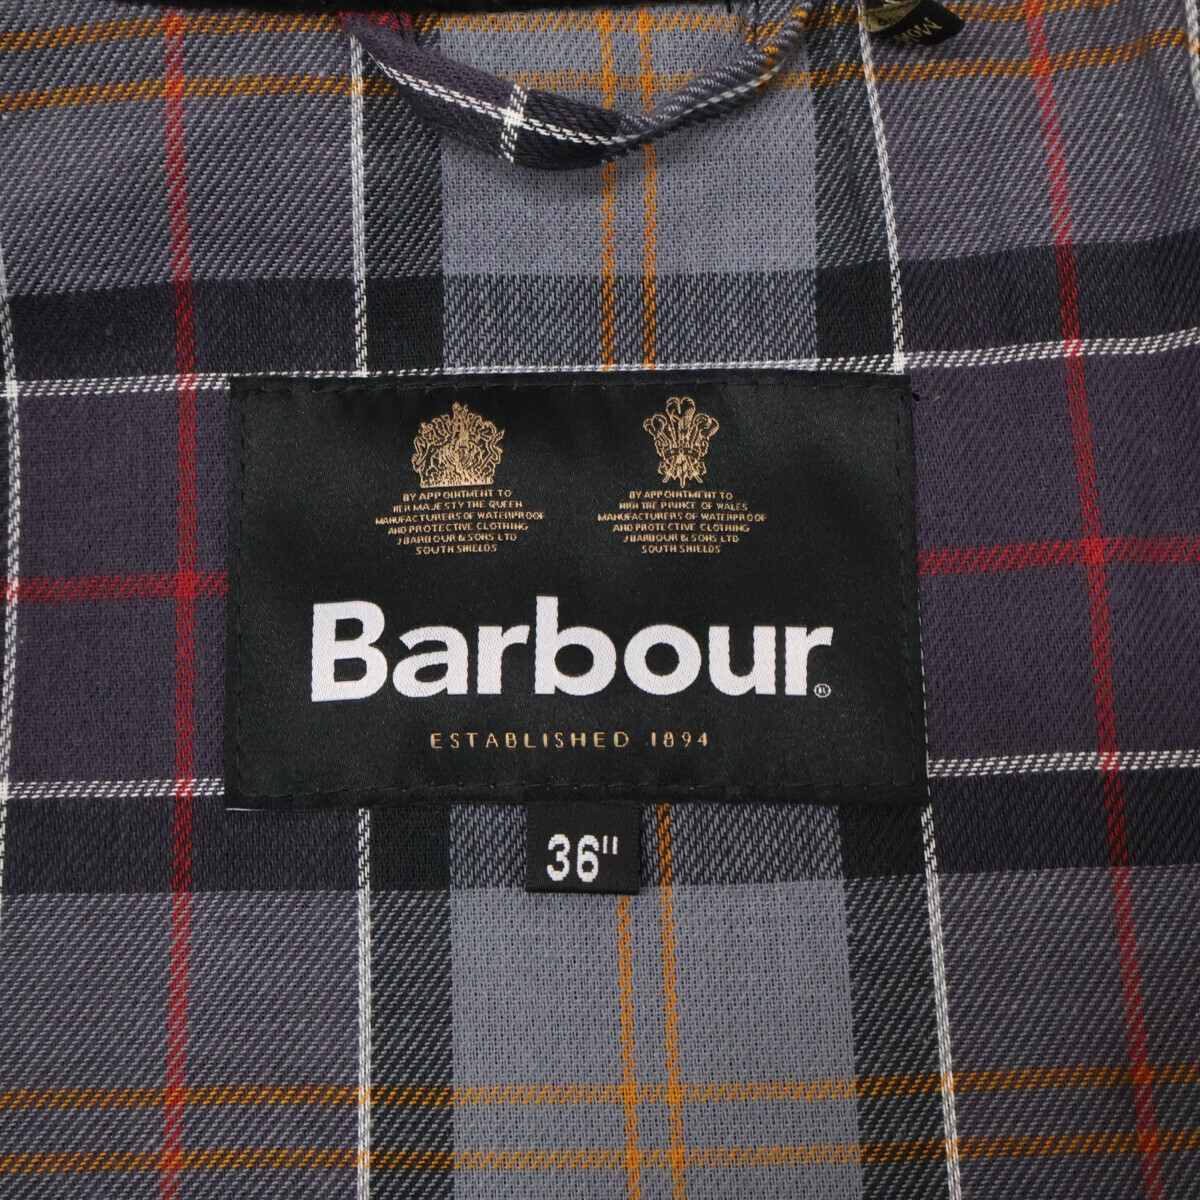 BY APPOINTMENT TO
HER MAJESTY THE QUEEN
MANUFACTURERS OF WATERPROOF
AND PROTECTIVE CLOTHING
J BARBOUR & SONS LTD
SOUTH SHIELDS
BY APPOINTMENT TO
HRH THE PRINCE OF WALES
MANUFACTURERS OF WATERPROOF
AND PROTECTIVE CLOTHING
J BARBOUR & SONS LTD
SOUTH SHIELDS
Barbour®
ESTABLISHED 1894
36"